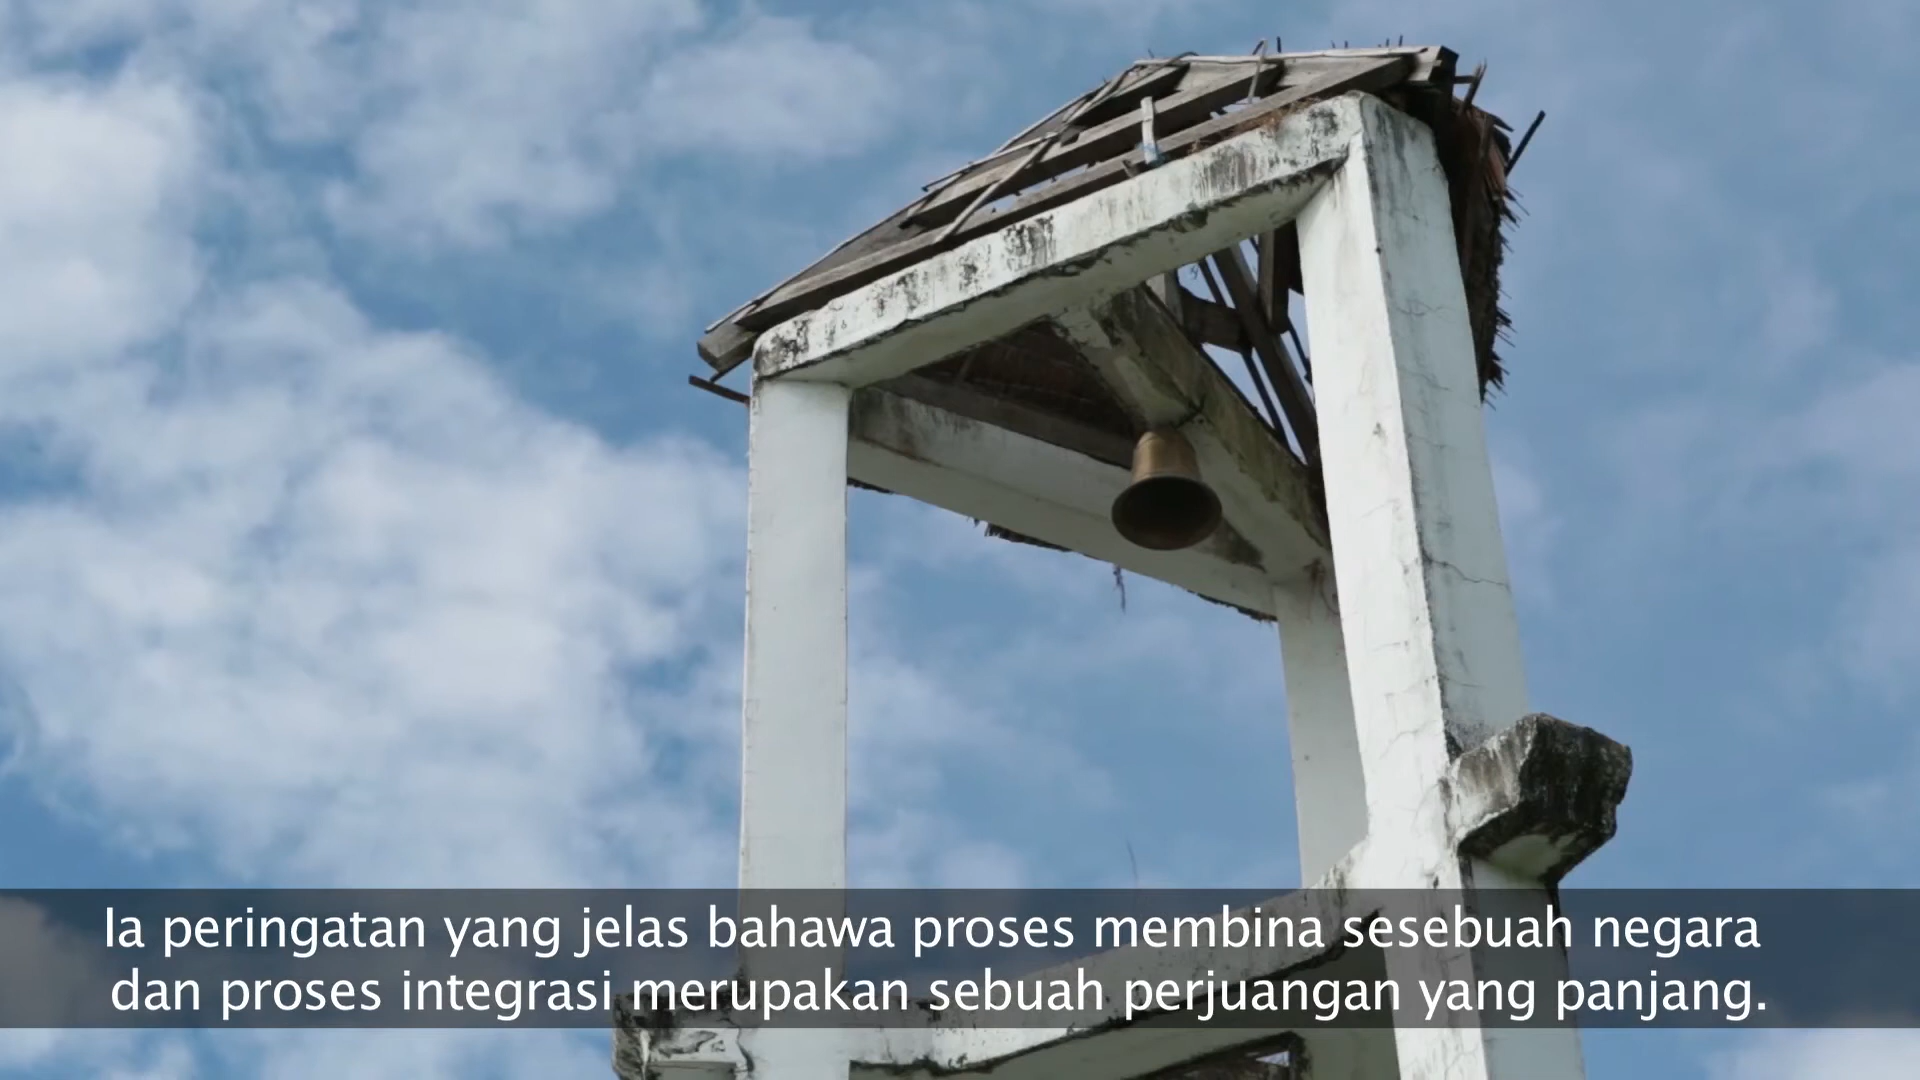 Ia peringatan yang jelas bahawa proses membina sesebuah negara
dan proses integrasi merupakan sebuah perjuangan yang panjang.